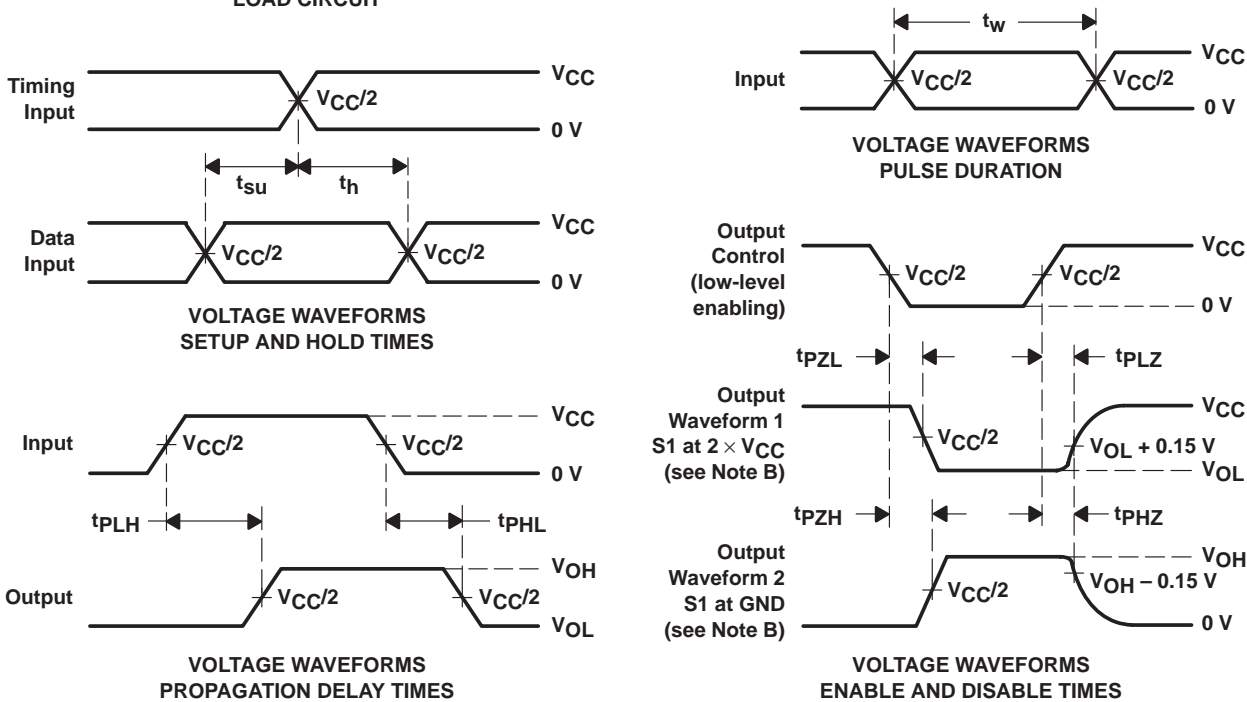 LOAD CIRCUIT
Timing
Input
VCC
VCC/2
0 V
tsu
th
Data
Input
VCC
VCC/2
VCC/2
0 V
VOLTAGE WAVEFORMS
SETUP AND HOLD TIMES
Input
VCC
VCC/2
VCC/2
0 V
tPLH
tPHL
Output
VOH
VCC/2
VCC/2
VOL
VOLTAGE WAVEFORMS
PROPAGATION DELAY TIMES
tw
Input
VCC
VCC/2
VCC/2
0 V
VOLTAGE WAVEFORMS
PULSE DURATION
Output
Control
(low-level
enabling)
VCC
VCC/2
VCC/2
0 V
tPZL
tPLZ
Output
Waveform 1
S1 at 2 × VCC
(see Note B)
VCC
VCC/2
VOL + 0.15 V
VOL
tPZH
tPHZ
Output
Waveform 2
S1 at GND
(see Note B)
VOH
VCC/2
VOH − 0.15 V
0 V
VOLTAGE WAVEFORMS
ENABLE AND DISABLE TIMES